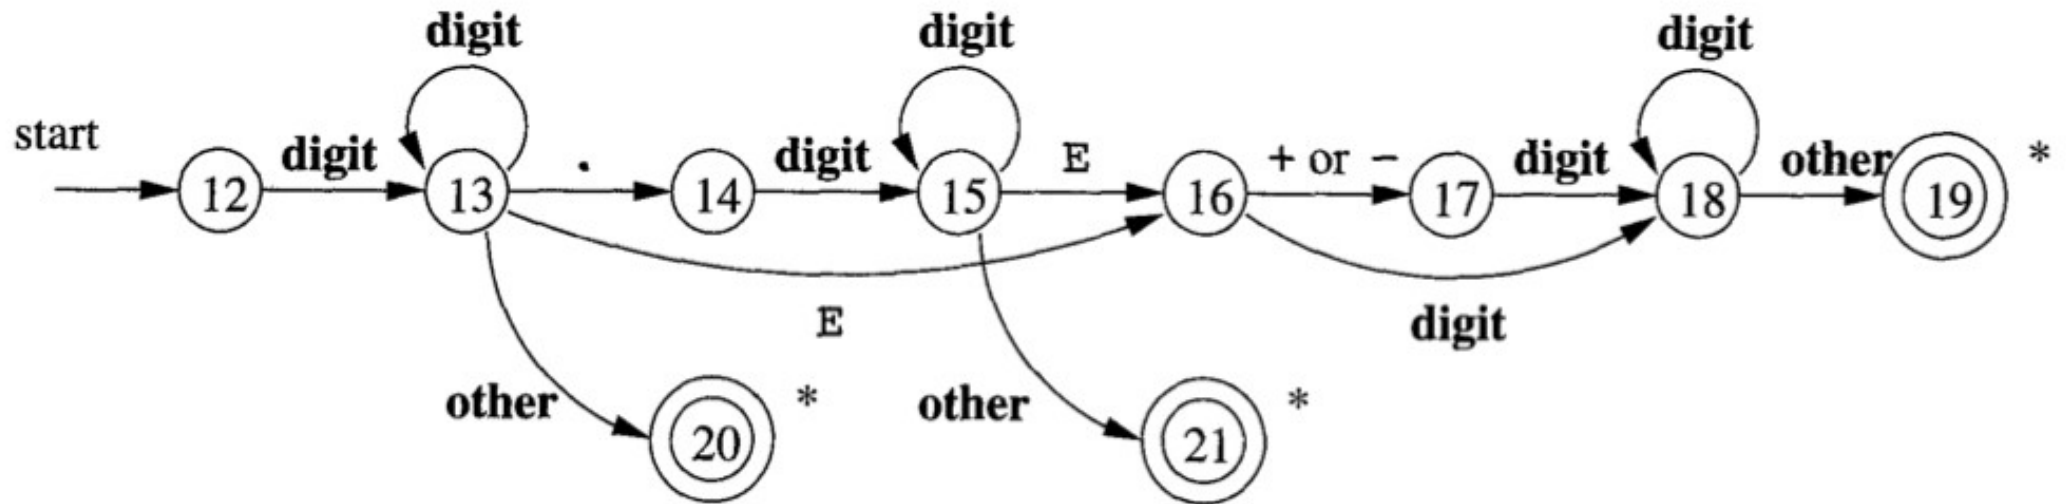 digit digit digit
start digit . digit E + or - digit other *
12 13 14 15 16 17 18 19
E digit
other * other *
20 21